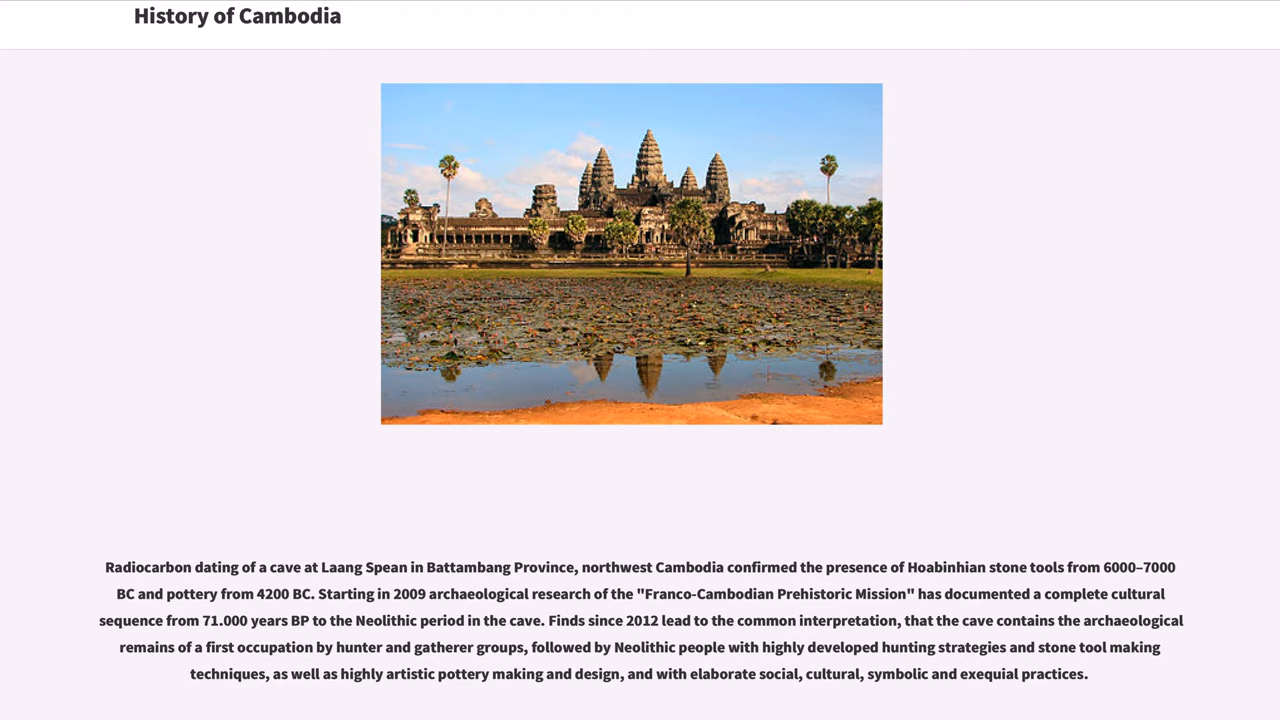 History of Cambodia
Radiocarbon dating of a cave at Laang Spean in Battambang Province, northwest Cambodia confirmed the presence of Hoabinhian stone tools from 6000–7000
BC and pottery from 4200 BC. Starting in 2009 archaeological research of the "Franco-Cambodian Prehistoric Mission" has documented a complete cultural
sequence from 71.000 years BP to the Neolithic period in the cave. Finds since 2012 lead to the common interpretation, that the cave contains the archaeological
remains of a first occupation by hunter and gatherer groups, followed by Neolithic people with highly developed hunting strategies and stone tool making
techniques, as well as highly artistic pottery making and design, and with elaborate social, cultural, symbolic and exequial practices.